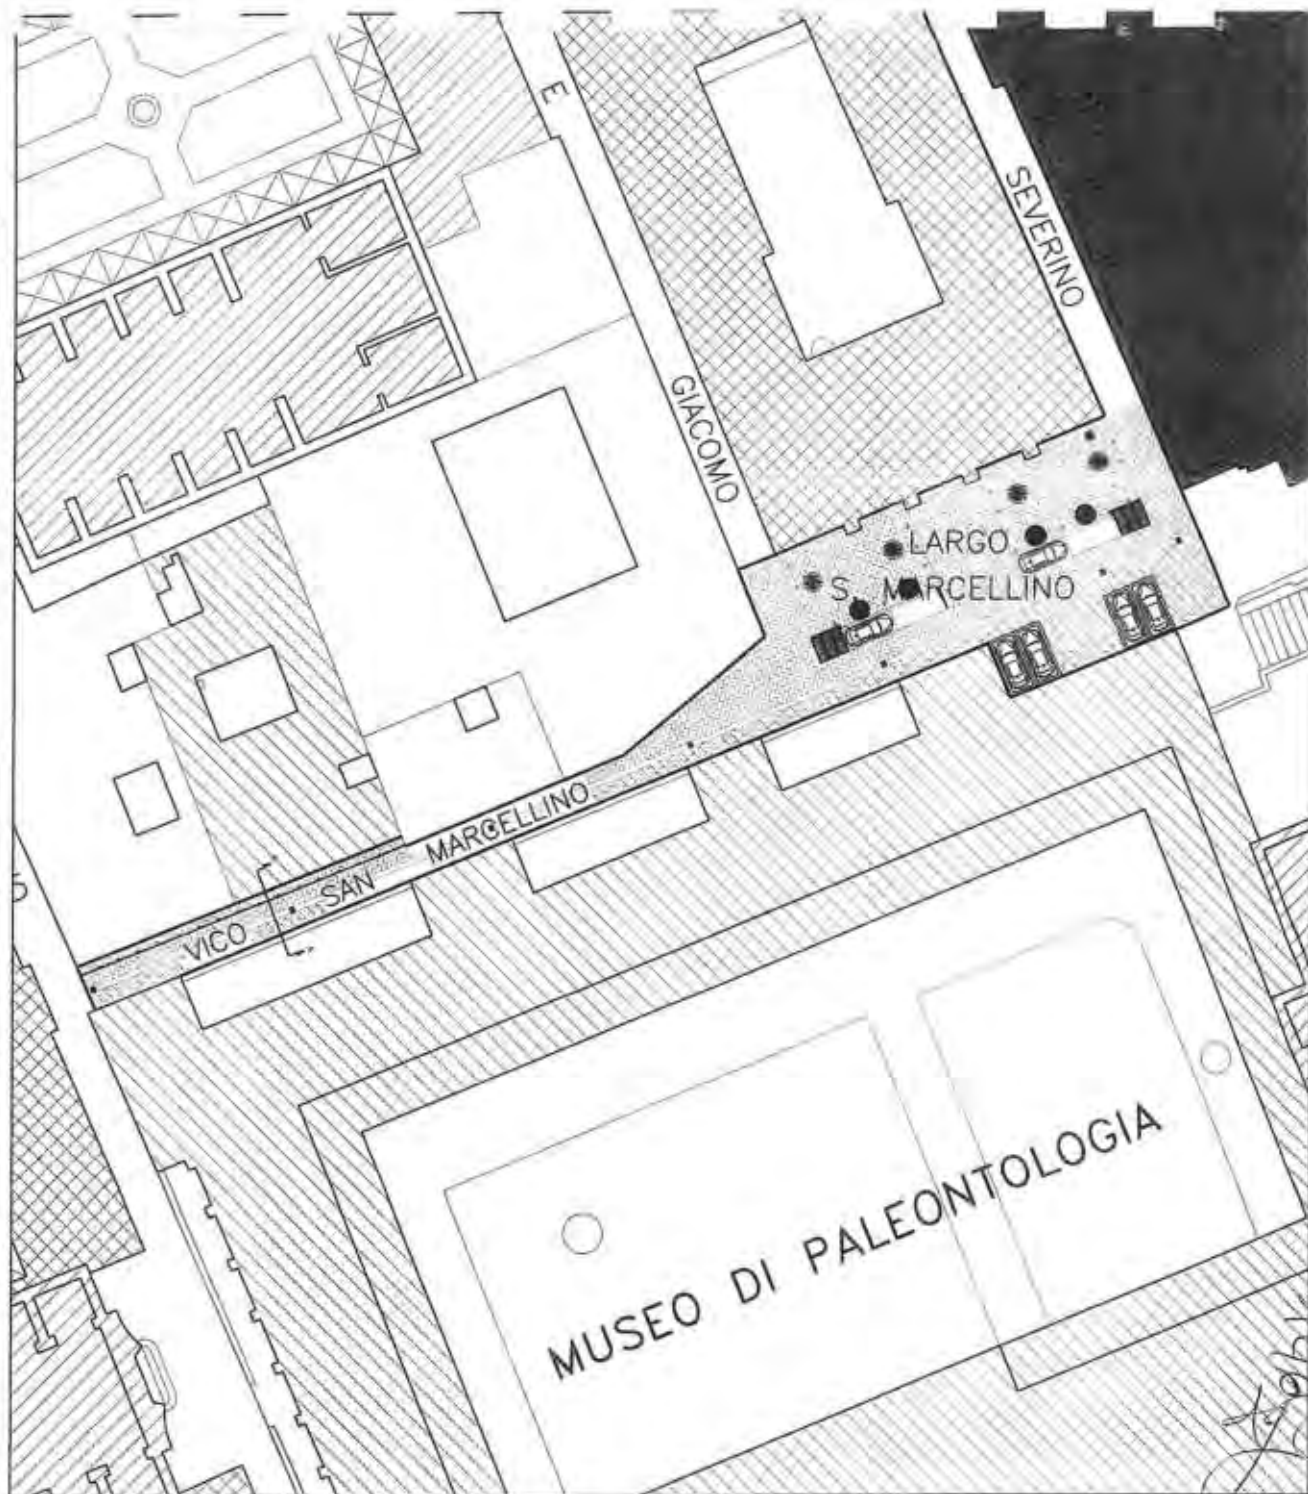 E
SEVERINO
GIACOMO
LARGO
S. MARCELLINO
VICO SAN MARCELLINO
MUSEO DI PALEONTOLOGIA